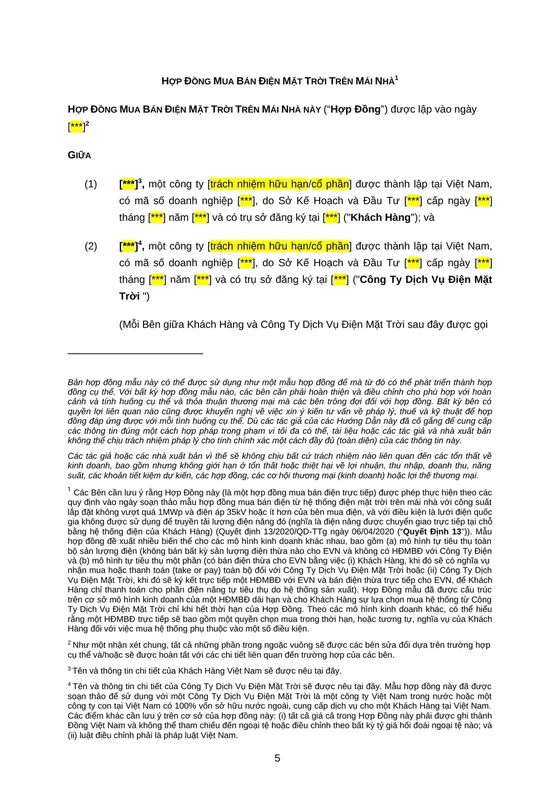 HỢP ĐỒNG MUA BÁN ĐIỆN MẶT TRỜI TRÊN MÁI NHÀ1
HỢP ĐỒNG MUA BÁN ĐIỆN MẶT TRỜI TRÊN MÁI NHÀ NÀY ("Hợp Đồng") được lập vào ngày
[***]2
GIỮA
(1) [***]3, một công ty [trách nhiệm hữu hạn/cổ phần] được thành lập tại Việt Nam,
có mã số doanh nghiệp [***], do Sở Kế Hoạch và Đầu Tư [***] cấp ngày [***]
tháng [***] năm [***] và có trụ sở đăng ký tại [***] ("Khách Hàng"); và
(2) [***]4, một công ty [trách nhiệm hữu hạn/cổ phần] được thành lập tại Việt Nam,
có mã số doanh nghiệp [***], do Sở Kế Hoạch và Đầu Tư [***] cấp ngày [***]
tháng [***] năm [***] và có trụ sở đăng ký tại [***] ("Công Ty Dịch Vụ Điện Mặt
Trời ")
(Mỗi Bên giữa Khách Hàng và Công Ty Dịch Vụ Điện Mặt Trời sau đây được gọi
Bản hợp đồng mẫu này có thể được sử dụng như một mẫu hợp đồng để mà từ đó có thể phát triển thành hợp
đồng cụ thể. Với bất kỳ hợp đồng mẫu nào, các bên cần phải hoàn thiện và điều chỉnh cho phù hợp với hoàn
cảnh và tình huống cụ thể và thỏa thuận thương mại mà các bên trông đợi đối với hợp đồng. Bất kỳ bên có
quyền lợi liên quan nào cũng được khuyến nghị về việc xin ý kiến tư vấn về pháp lý, thuế và kỹ thuật để hợp
đồng đáp ứng được với mỗi tình huống cụ thể. Dù các tác giả của các Hướng Dẫn này đã cố gắng để cung cấp
các thông tin đúng một cách hợp pháp trong phạm vi tối đa có thể, tài liệu hoặc các tác giả và nhà xuất bản
không thể chịu trách nhiệm pháp lý cho tính chính xác một cách đầy đủ (toàn diện) của các thông tin này.
Các tác giả hoặc các nhà xuất bản vì thế sẽ không chịu bất cứ trách nhiệm nào liên quan đến các tổn thất về
kinh doanh, bao gồm nhưng không giới hạn ở tổn thất hoặc thiệt hại về lợi nhuận, thu nhập, doanh thu, năng
suất, các khoản tiết kiệm dự kiến, các hợp đồng, các cơ hội thương mại (kinh doanh) hoặc lợi thế thương mại.
1 Các Bên cần lưu ý rằng Hợp Đồng này (là một hợp đồng mua bán điện trực tiếp) được phép thực hiện theo các
quy định vào ngày soạn thảo mẫu hợp đồng mua bán điện từ hệ thống điện mặt trời trên mái nhà với công suất
lắp đặt không vượt quá 1MWp và điện áp 35kV hoặc ít hơn của bên mua điện, và với điều kiện là lưới điện quốc
gia không được sử dụng để truyền tải lượng điện năng đó (nghĩa là điện năng được chuyển giao trực tiếp tại chỗ
bằng hệ thống điện của Khách Hàng) (Quyết định 13/2020/QD-TTg ngày 06/04/2020 ("Quyết Định 13")). Mẫu
hợp đồng đề xuất nhiều biến thể cho các mô hình kinh doanh khác nhau, bao gồm (a) mô hình tự tiêu thụ toàn
bộ sản lượng điện (không bán bất kỳ sản lượng điện thừa nào cho EVN và không có HĐMBĐ với Công Ty Điện
và (b) mô hình tự tiêu thụ một phần (có bán điện thừa cho EVN bằng việc (i) Khách Hàng, khi đó sẽ có nghĩa vụ
nhận mua hoặc thanh toán (take or pay) toàn bộ đối với Công Ty Dịch Vụ Điện Mặt Trời hoặc (ii) Công Ty Dịch
Vụ Điện Mặt Trời, khi đó sẽ ký kết trực tiếp một HĐMBĐ với EVN và bán điện thừa trực tiếp cho EVN, để Khách
Hàng chỉ thanh toán cho phần điện năng tự tiêu thụ do hệ thống sản xuất). Hợp Đồng mẫu đã được cấu trúc
trên cơ sở mô hình kinh doanh của một HĐMBĐ dài hạn và cho Khách Hàng sự lựa chọn mua hệ thống từ Công
Ty Dịch Vụ Điện Mặt Trời chỉ khi hết thời hạn của Hợp Đồng. Theo các mô hình kinh doanh khác, có thể hiểu
rằng một HĐMBĐ trực tiếp sẽ bao gồm một quyền chọn mua trong thời hạn, hoặc tương tự, nghĩa vụ của Khách
Hàng đối với việc mua hệ thống phụ thuộc vào một số điều kiện.
2 Như một nhận xét chung, tất cả những phần trong ngoặc vuông sẽ được các bên sửa đổi dựa trên trường hợp
cụ thể và/hoặc sẽ được hoàn tất với các chi tiết liên quan đến trường hợp của các bên.
3 Tên và thông tin chi tiết của Khách Hàng Việt Nam sẽ được nêu tại đây.
4 Tên và thông tin chi tiết của Công Ty Dịch Vụ Điện Mặt Trời sẽ được nêu tại đây. Mẫu hợp đồng này đã được
soạn thảo để sử dụng với một Công Ty Dịch Vụ Điện Mặt Trời là một công ty Việt Nam trong nước hoặc một
công ty con tại Việt Nam có 100% vốn sở hữu nước ngoài, cung cấp dịch vụ cho một Khách Hàng tại Việt Nam.
Các điểm khác cần lưu ý trên cơ sở của hợp đồng này: (i) tất cả giá cả trong Hợp Đồng này phải được ghi thành
Đồng Việt Nam và không thể tham chiếu đến ngoại tệ hoặc điều chỉnh theo bất kỳ tỷ giá hối đoái ngoại tệ nào; và
(ii) luật điều chỉnh phải là pháp luật Việt Nam.
5